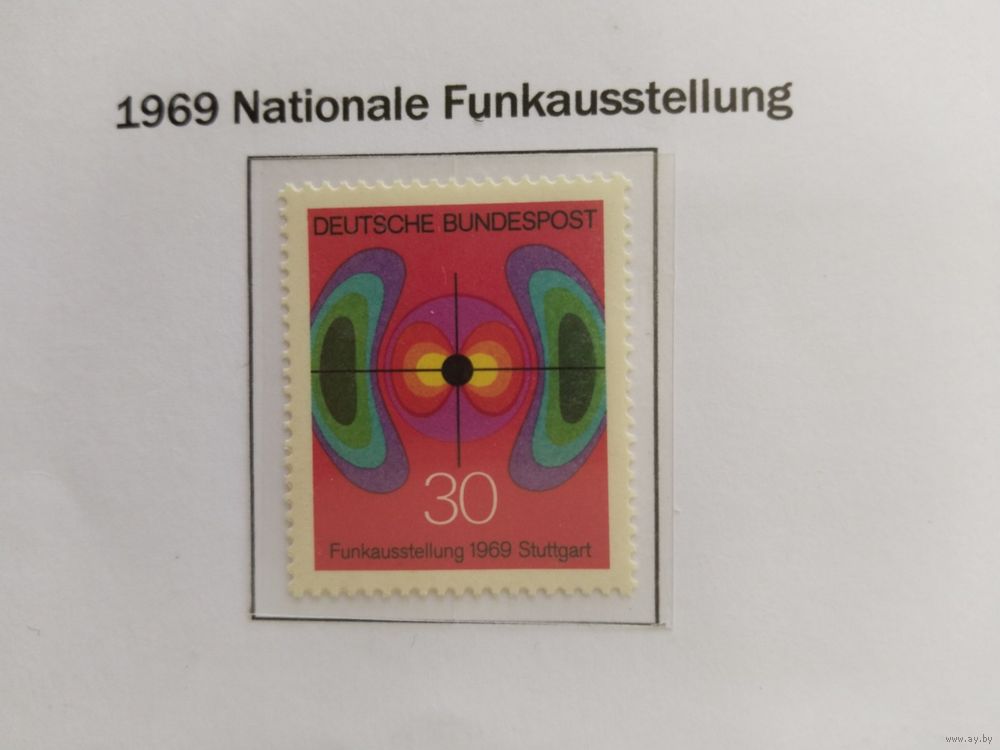 1969 Nationale Funkausstellung
DEUTSCHE BUNDESPOST
30
Funkausstellung 1969 Stuttgart
www.ay.by